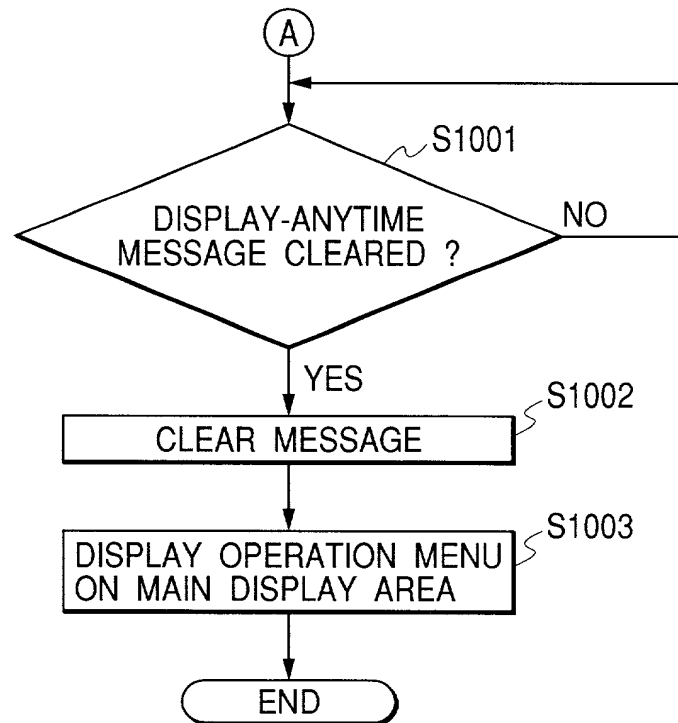 A
S1001
DISPLAY-ANYTIME
MESSAGE CLEARED ?
NO
YES
S1002
CLEAR MESSAGE
S1003
DISPLAY OPERATION MENU
ON MAIN DISPLAY AREA
END